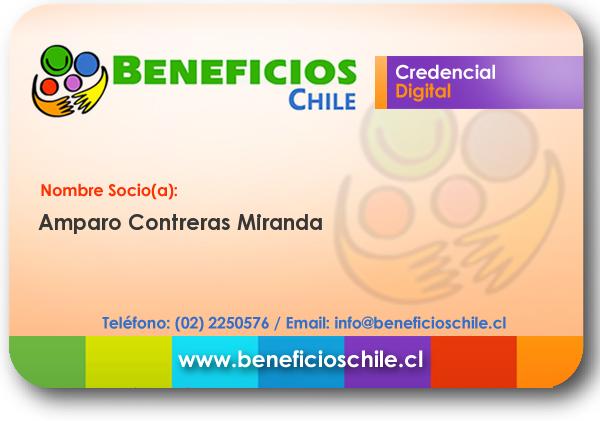 BENEFICIOS
CHILE
Credencial
Digital
Nombre Socio(a):
Amparo Contreras Miranda
Teléfono: (02) 2250576 / Email: info@beneficioschile.cl
www.beneficioschile.cl